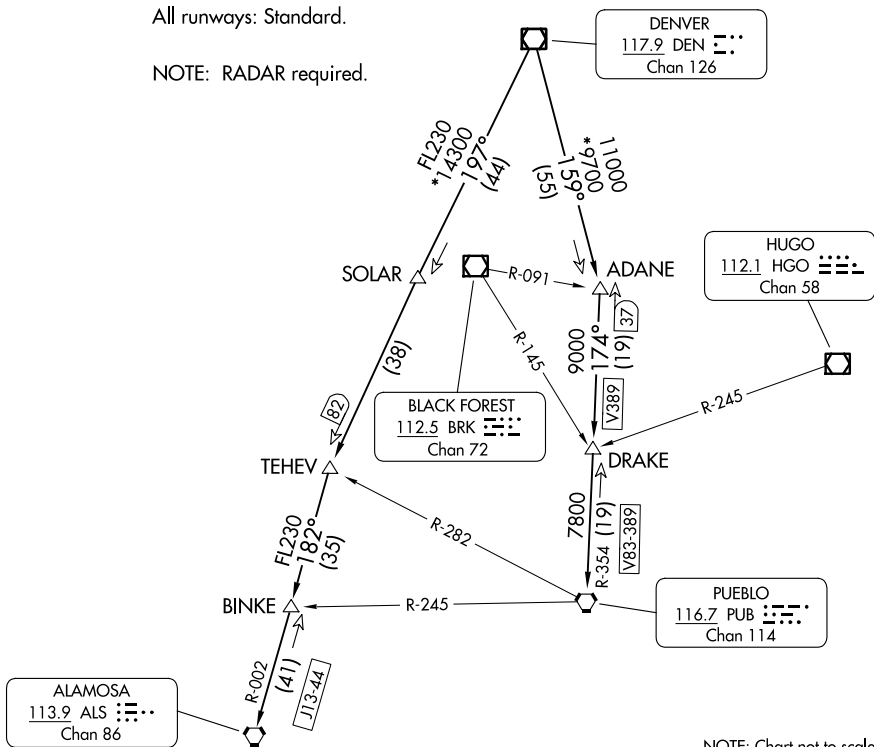 All runways: Standard.
NOTE: RADAR required.
DENVER
117.9 DEN
Chan 126
FL230
*14300
197°
(44)
11000
*9700
159°
(55)
SOLAR
R-091
ADANE
HUGO
112.1 HGO
Chan 58
(38)
R-145
37
9000
174°
(19)
V389
R-245
82
BLACK FOREST
112.5 BRK
Chan 72
TEHEV
DRAKE
R-282
FL230
182°
(35)
7800
R-354 (19)
V83-389
BINKE
R-245
PUEBLO
116.7 PUB
Chan 114
R-002
(41)
J13-44
ALAMOSA
113.9 ALS
Chan 86
NOTE: Chart not to scale